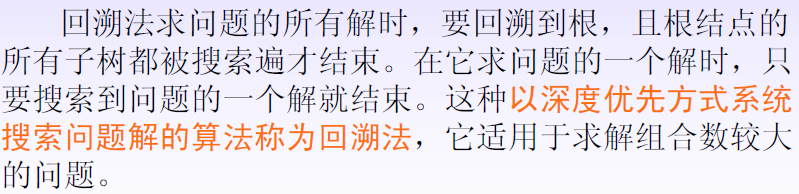 回溯法求问题的所有解时，要回溯到根，且根结点的
所有子树都被搜索遍才结束。在它求问题的一个解时，只
要搜索到问题的一个解就结束。这种以深度优先方式系统
搜索问题解的算法称为回溯法，它适用于求解组合数较大
的问题。